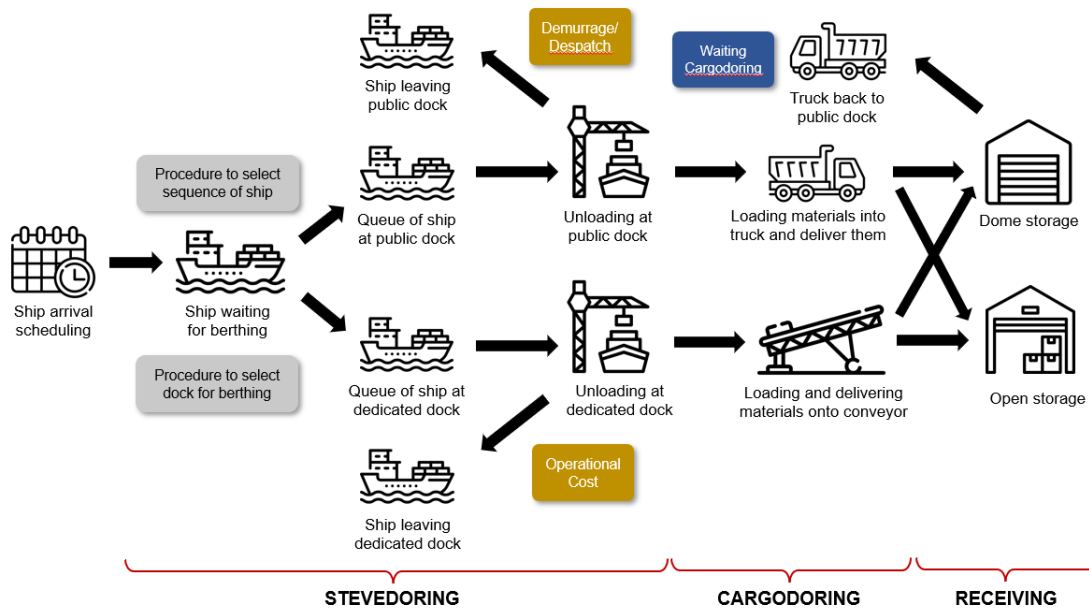 Demurrage/
Despatch
Waiting
Cargodoring
Ship leaving
public dock
Truck back to
public dock
Procedure to select
sequence of ship
Queue of ship
at public dock
Unloading at
public dock
Loading materials into
truck and deliver them
Dome storage
Ship arrival
scheduling
Ship waiting
for berthing
Procedure to select
dock for berthing
Queue of ship at
dedicated dock
Unloading at
dedicated dock
Loading and delivering
materials onto conveyor
Open storage
Operational
Cost
Ship leaving
dedicated dock
STEVEDORING
CARGODORING
RECEIVING